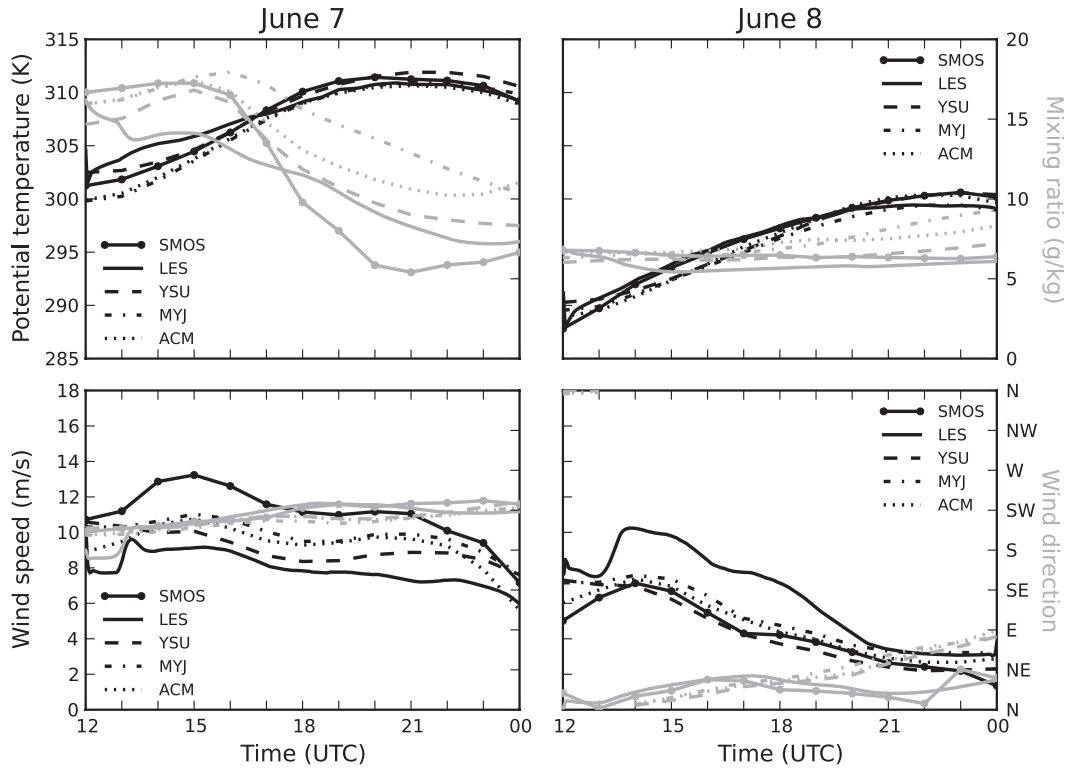 June 7
June 8
315
310
305
300
295
290
285
Potential temperature (K)
SMOS
LES
YSU
MYJ
ACM
SMOS
LES
YSU
MYJ
ACM
20
15
10
5
0
Mixing ratio (g/kg)
18
16
14
12
10
8
6
4
2
0
Wind speed (m/s)
SMOS
LES
YSU
MYJ
ACM
12
15
18
21
00
Time (UTC)
SMOS
LES
YSU
MYJ
ACM
N
NW
W
SW
S
SE
E
NE
N
Wind direction
12
15
18
21
00
Time (UTC)